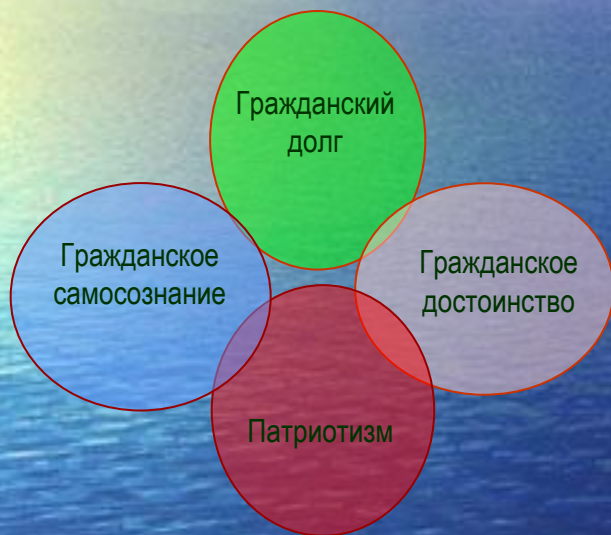 Гражданский
долг
Гражданское
самосознание
Гражданское
достоинство
Патриотизм